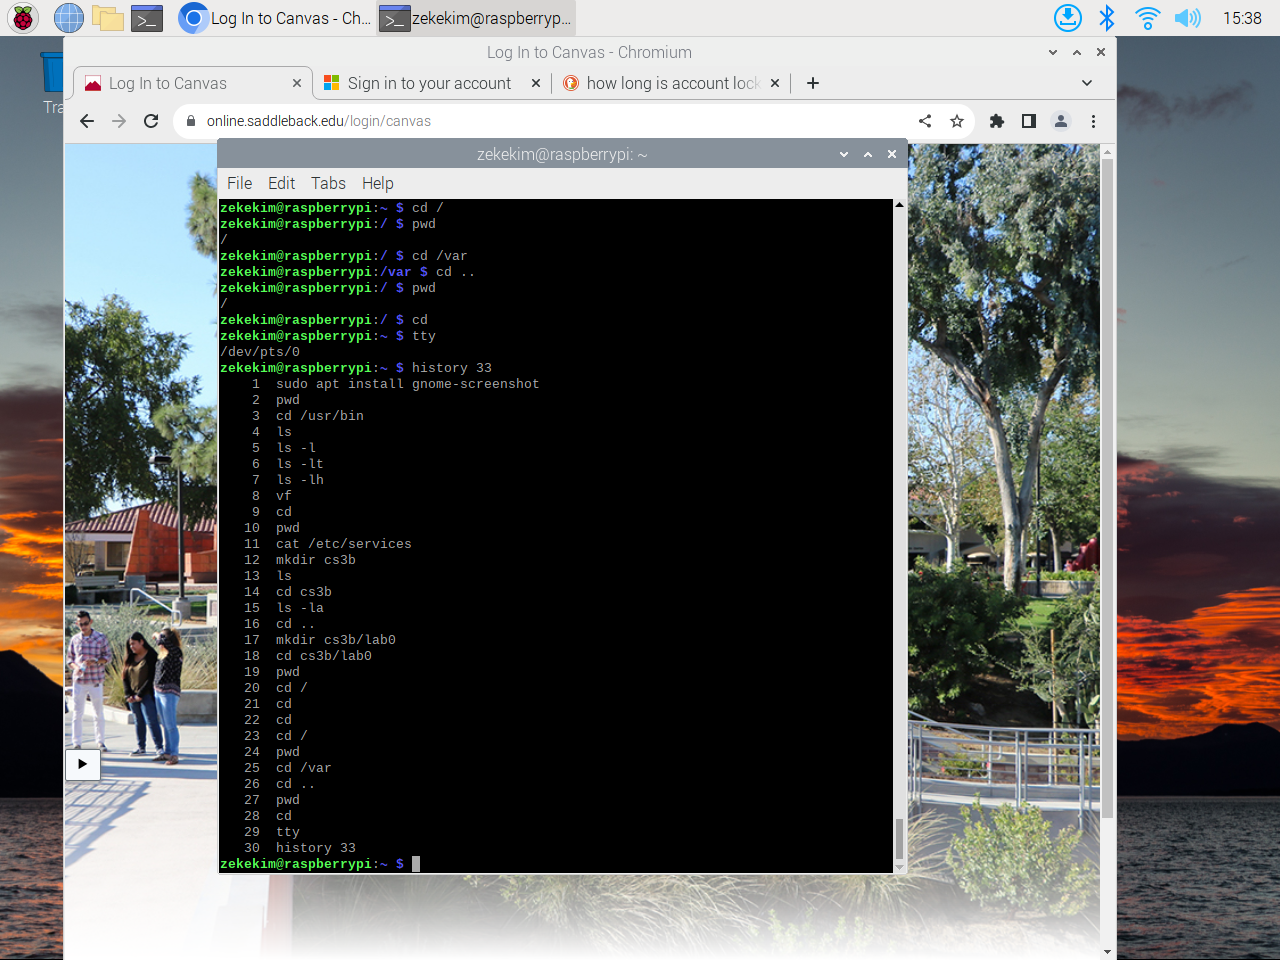 Log In to Canvas - Ch...
zekekim@raspberryp...
15:38
Log In to Canvas - Chromium
Log In to Canvas
Sign in to your account
how long is account lock
online.saddleback.edu/login/canvas
Tra
zekekim@raspberrypi: ~
File Edit Tabs Help
zekekim@raspberrypi:~ $ cd /
zekekim@raspberrypi:/ $ pwd
/
zekekim@raspberrypi:/ $ cd /var
zekekim@raspberrypi:/var $ cd ..
zekekim@raspberrypi:/ $ pwd
/
zekekim@raspberrypi:/ $ cd
zekekim@raspberrypi:~ $ tty
/dev/pts/0
zekekim@raspberrypi:~ $ history 33
1 sudo apt install gnome-screenshot
2 pwd
3 cd /usr/bin
4 ls
5 ls -l
6 ls -lt
7 ls -lh
8 vf
9 cd
10 pwd
11 cat /etc/services
12 mkdir cs3b
13 ls
14 cd cs3b
15 ls -la
16 cd ..
17 mkdir cs3b/lab0
18 cd cs3b/lab0
19 pwd
20 cd /
21 cd
22 cd
23 cd /
24 pwd
25 cd /var
26 cd ..
27 pwd
28 cd
29 tty
30 history 33
zekekim@raspberrypi:~ $